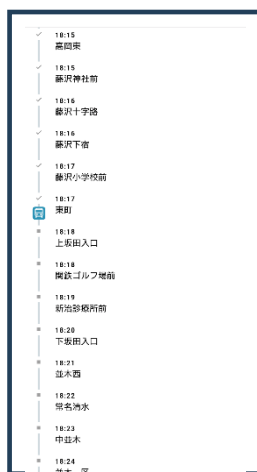 18:15
高岡東
18:15
藤沢神社前
18:16
藤沢十字路
18:16
藤沢下宿
18:17
藤沢小学校前
18:17
東町
18:18
上坂田入口
18:18
関鉄ゴルフ場前
18:19
新治診療所前
18:20
下坂田入口
18:21
並木西
18:22
常名清水
18:23
中並木
18:24